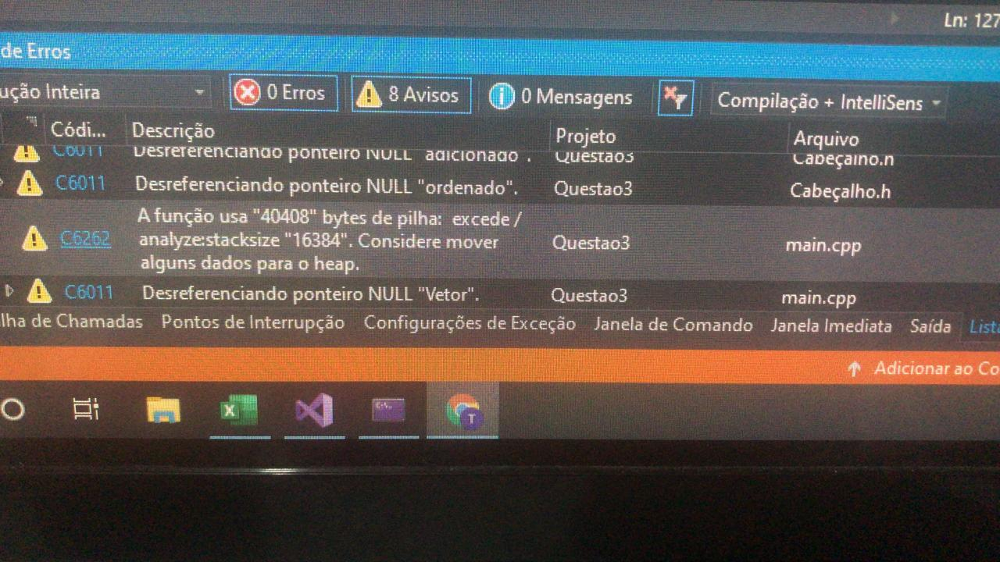 Ln: 127
de Erros
ução Inteira
0 Erros
8 Avisos
0 Mensagens
Compilação + IntelliSens
Códi...
Descrição
Projeto
Arquivo
C6011 Desreferenciando ponteiro NULL "adicionado". Questao3 Cabeçalho.h
C6011 Desreferenciando ponteiro NULL "ordenado". Questao3 Cabeçalho.h
C6262 A função usa "40408" bytes de pilha: excede /
analyze:stacksize "16384". Considere mover
alguns dados para o heap.
Questao3
main.cpp
C6011 Desreferenciando ponteiro NULL "Vetor". Questao3 main.cpp
lha de Chamadas Pontos de Interrupção Configurações de Exceção Janela de Comando Janela Imediata Saída Lista
Adicionar ao Co
X
C:\.
T